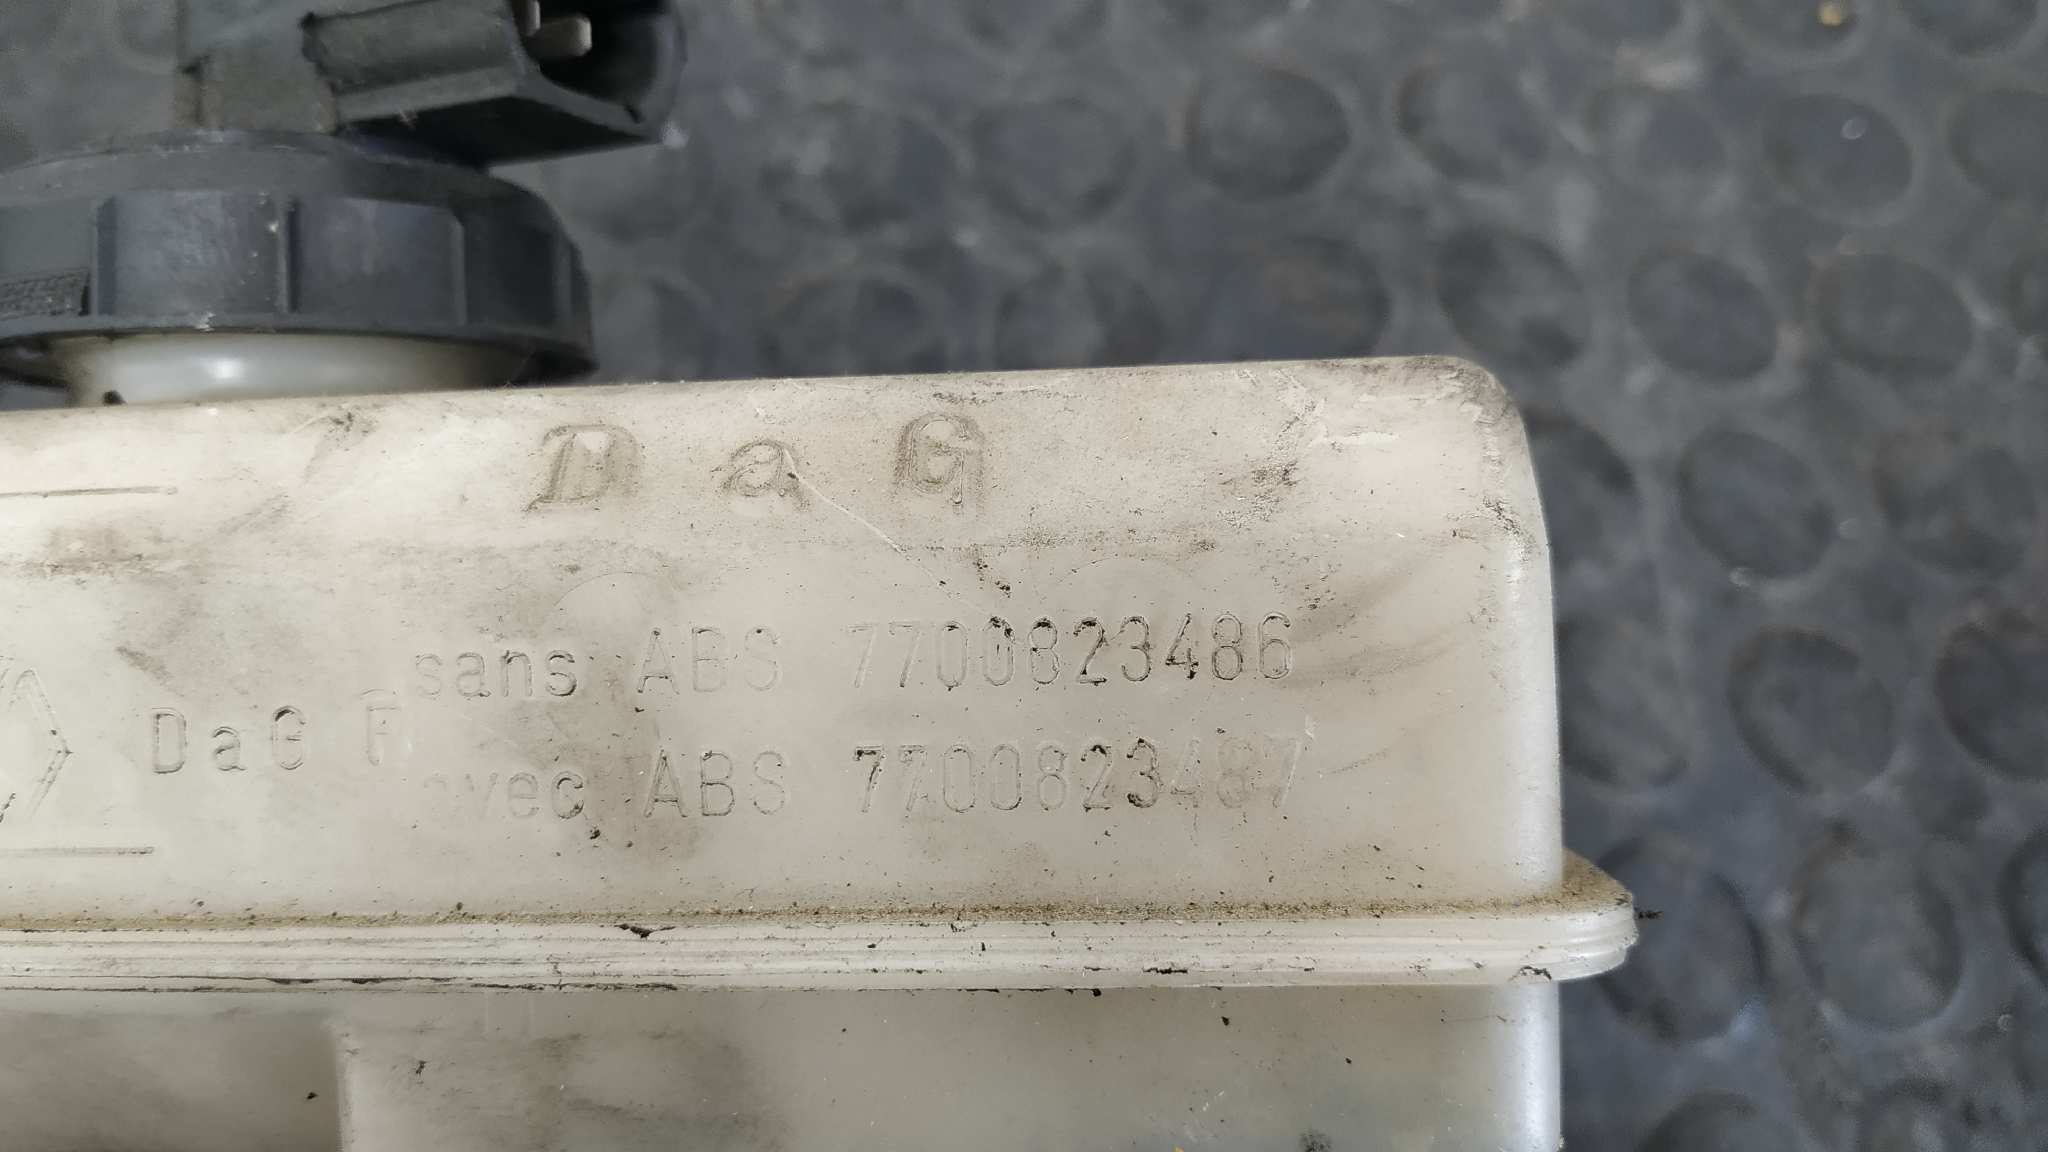 DaG
sans ABS 7700823486
DaG F
avec ABS 7700823487